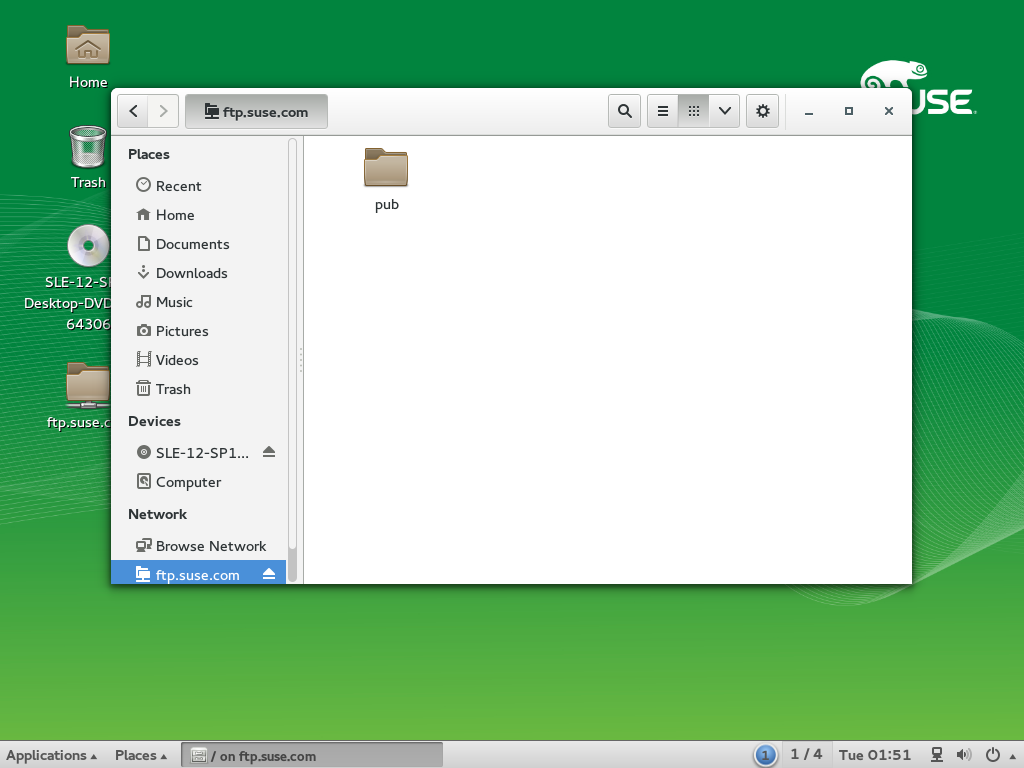 Home
Trash
SLE-12-SP
Desktop-DVD
64306
ftp.suse.c
USE
ftp.suse.com
Places
Recent
Home
Documents
Downloads
Music
Pictures
Videos
Trash
Devices
SLE-12-SP1...
Computer
Network
Browse Network
ftp.suse.com
pub
Applications
Places
/ on ftp.suse.com
1
1 / 4
Tue 01:51